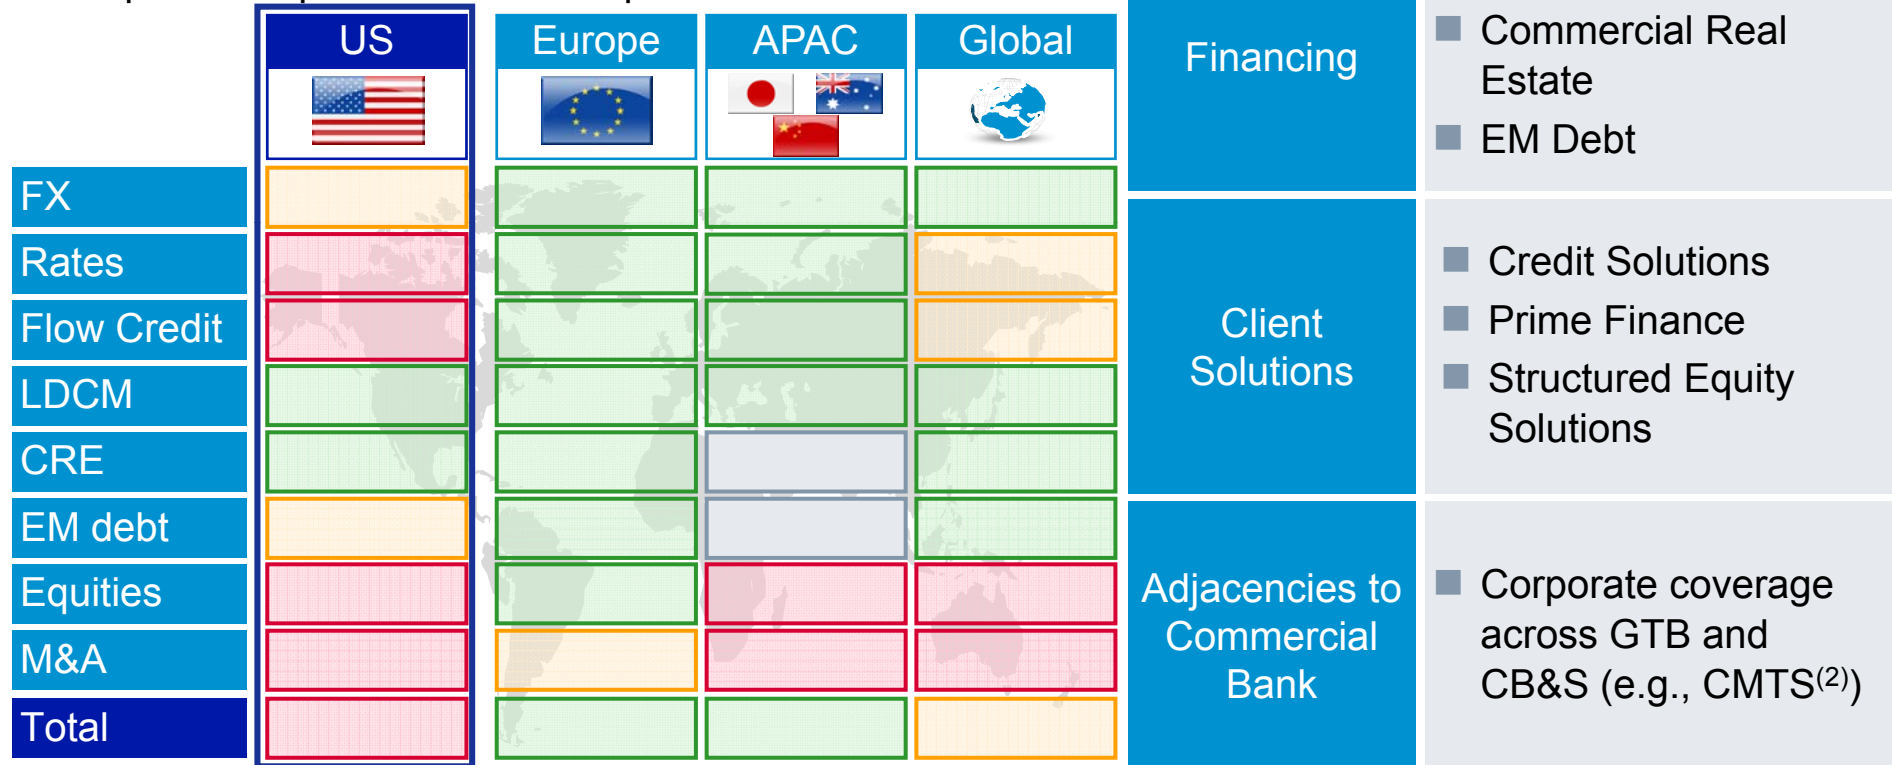 US
Europe
APAC
Global
FX
Rates
Flow Credit
LDCM
CRE
EM debt
Equities
M&A
Total
Financing
Commercial Real
Estate
EM Debt
Client
Solutions
Credit Solutions
Prime Finance
Structured Equity
Solutions
Adjacencies to
Commercial
Bank
Corporate coverage
across GTB and
CB&S (e.g., CMTS(2))